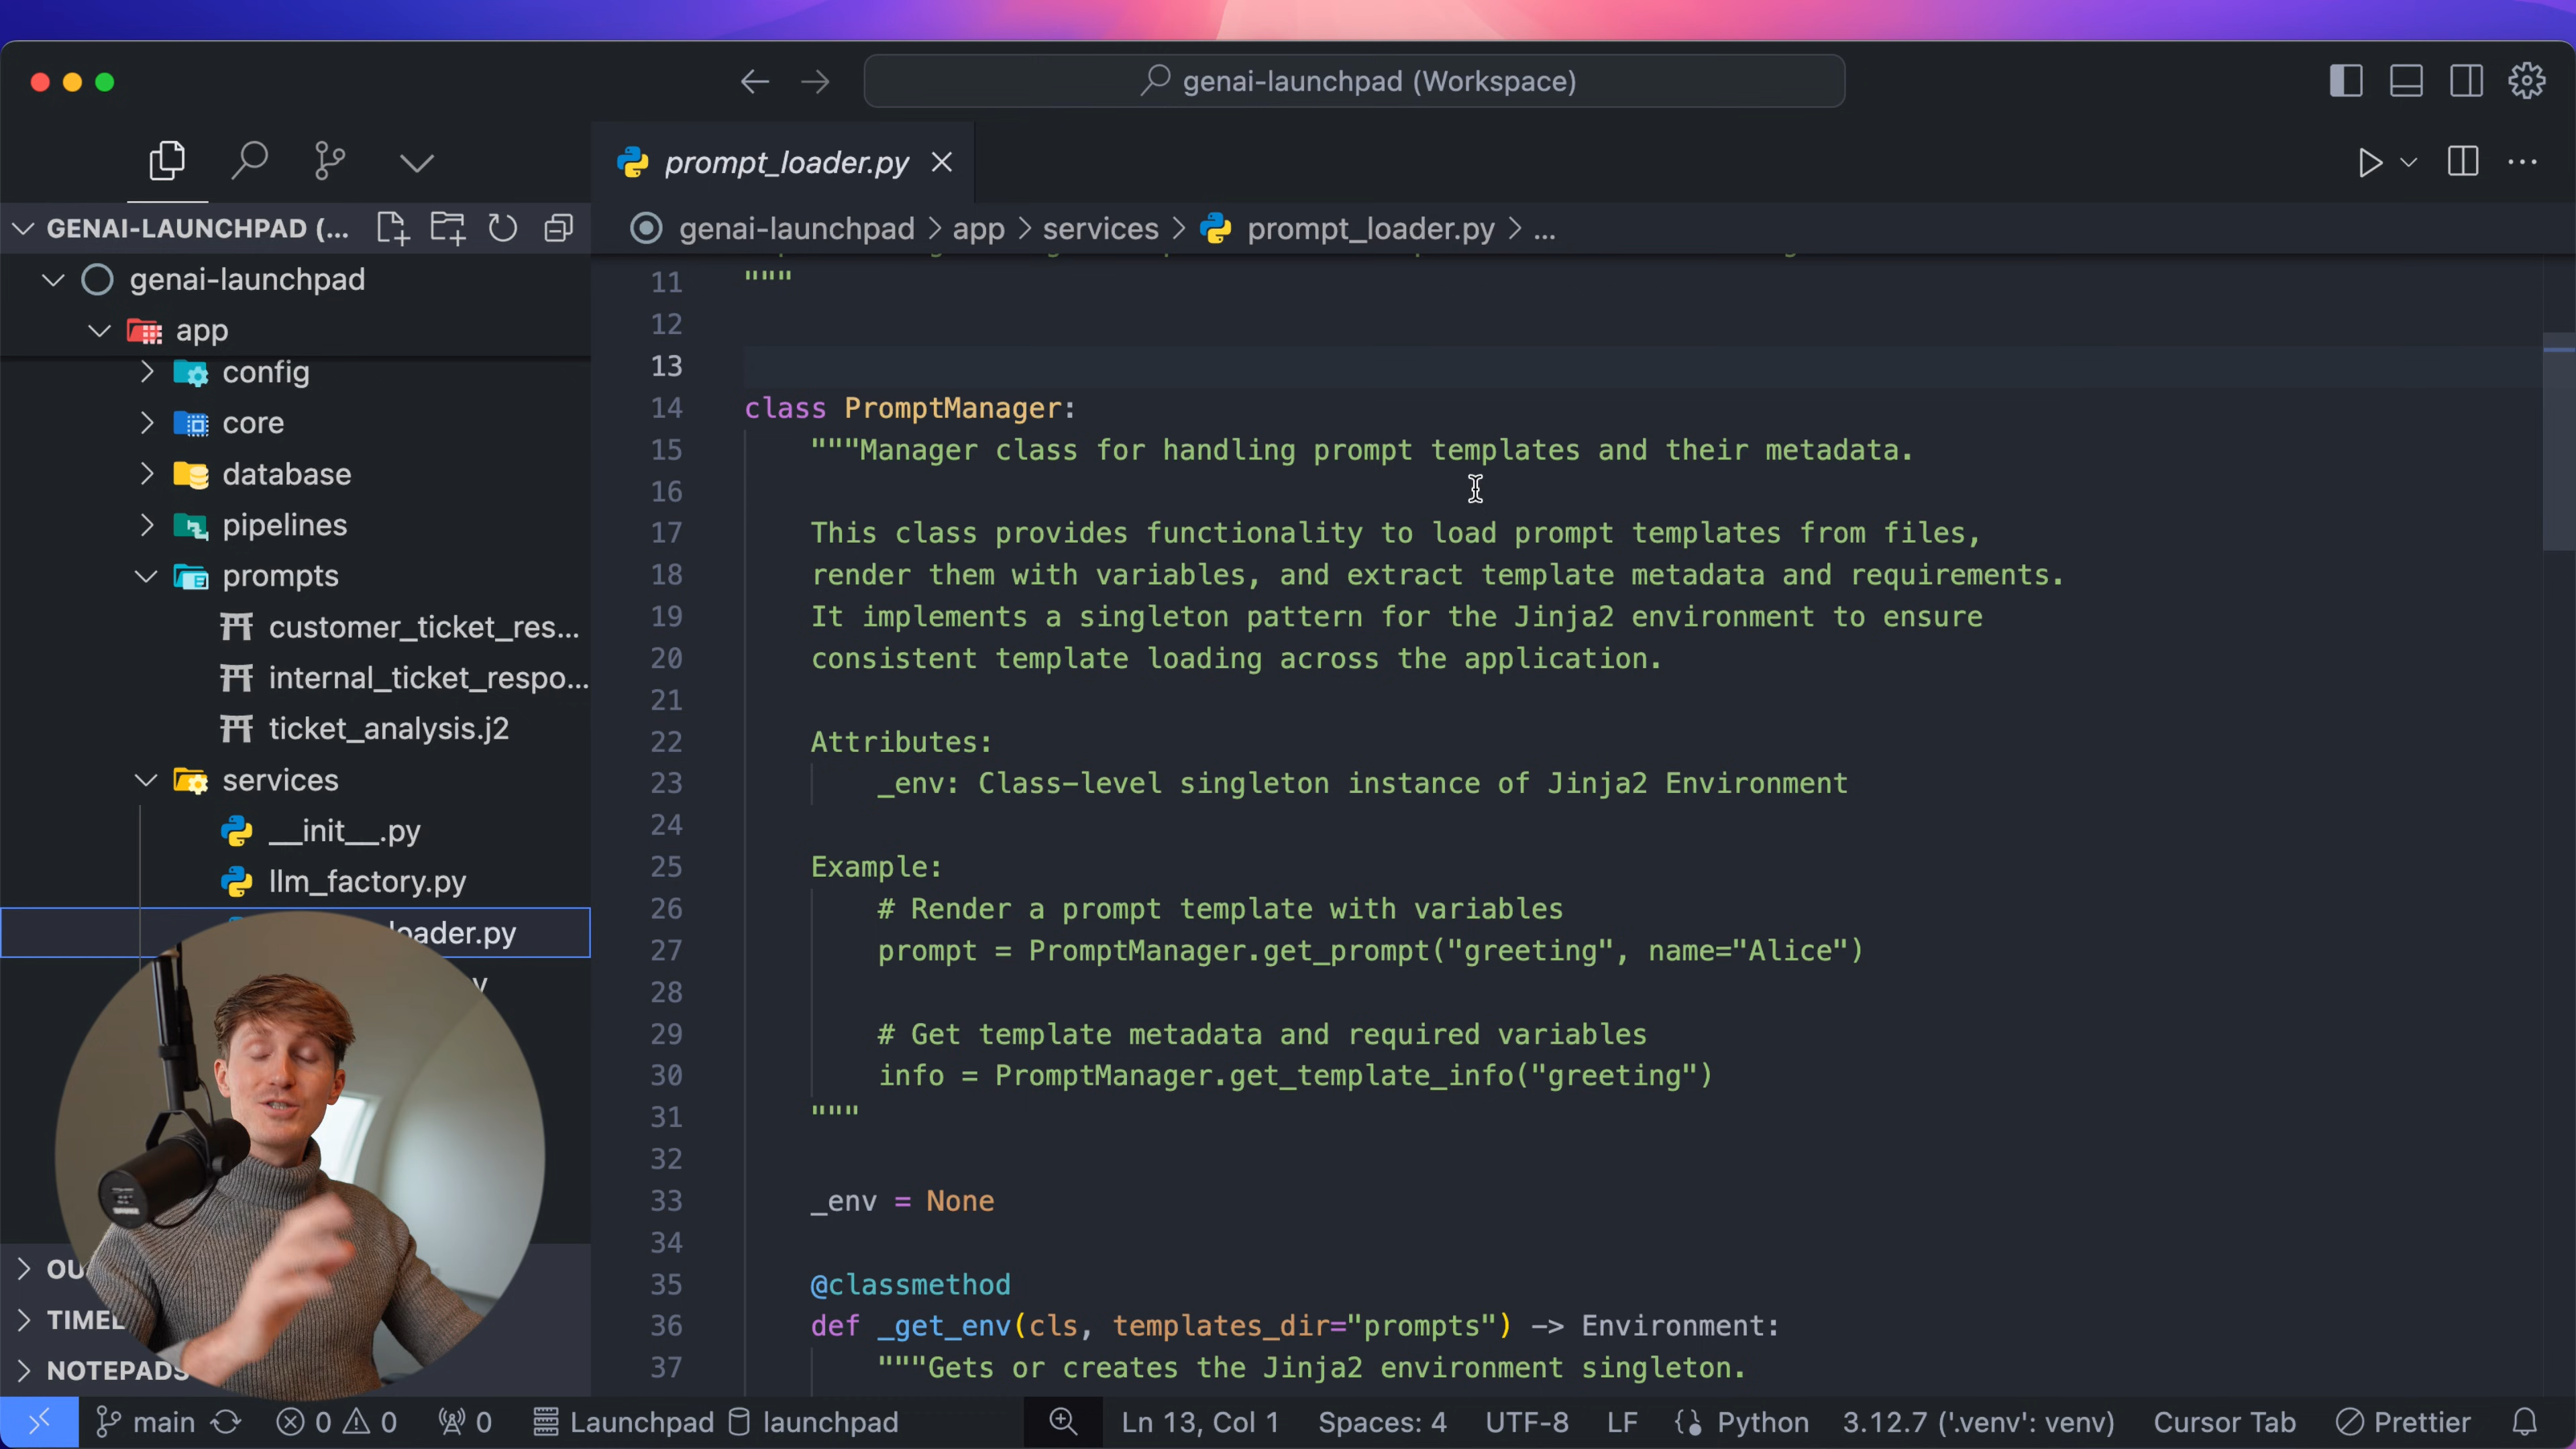 genai-launchpad (Workspace)
prompt_loader.py
GENAI-LAUNCHPAD (...
genai-launchpad > app > services > prompt_loader.py > ...
genai-launchpad
app
config
core
database
pipelines
prompts
customer_ticket_res...
internal_ticket_respo...
ticket_analysis.j2
services
__init__.py
llm_factory.py
loader.py
y
OU
TIMEL
NOTEPADS
11 """
12
13
14 class PromptManager:
15 """Manager class for handling prompt templates and their metadata.
16
17 This class provides functionality to load prompt templates from files,
18 render them with variables, and extract template metadata and requirements.
19 It implements a singleton pattern for the Jinja2 environment to ensure
20 consistent template loading across the application.
21
22 Attributes:
23 _env: Class-level singleton instance of Jinja2 Environment
24
25 Example:
26 # Render a prompt template with variables
27 prompt = PromptManager.get_prompt("greeting", name="Alice")
28
29 # Get template metadata and required variables
30 info = PromptManager.get_template_info("greeting")
31 """
32
33 _env = None
34
35 @classmethod
36 def _get_env(cls, templates_dir="prompts") -> Environment:
37 """Gets or creates the Jinja2 environment singleton.
main 0 0 0 Launchpad launchpad Ln 13, Col 1 Spaces: 4 UTF-8 LF Python 3.12.7 ('.venv': venv) Cursor Tab Prettier